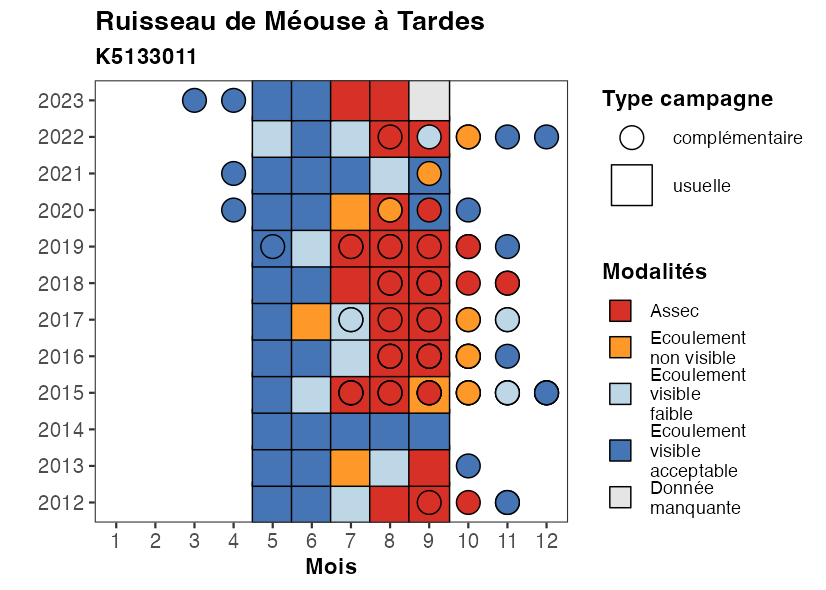 Ruisseau de Méouse à Tardes
K5133011
2023
2022
2021
2020
2019
2018
2017
2016
2015
2014
2013
2012
1 2 3 4 5 6 7 8 9 10 11 12
Mois
Type campagne
complémentaire
usuelle
Modalités
Assec
Ecoulement
non visible
Ecoulement
visible
faible
Ecoulement
visible
acceptable
Donnée
manquante